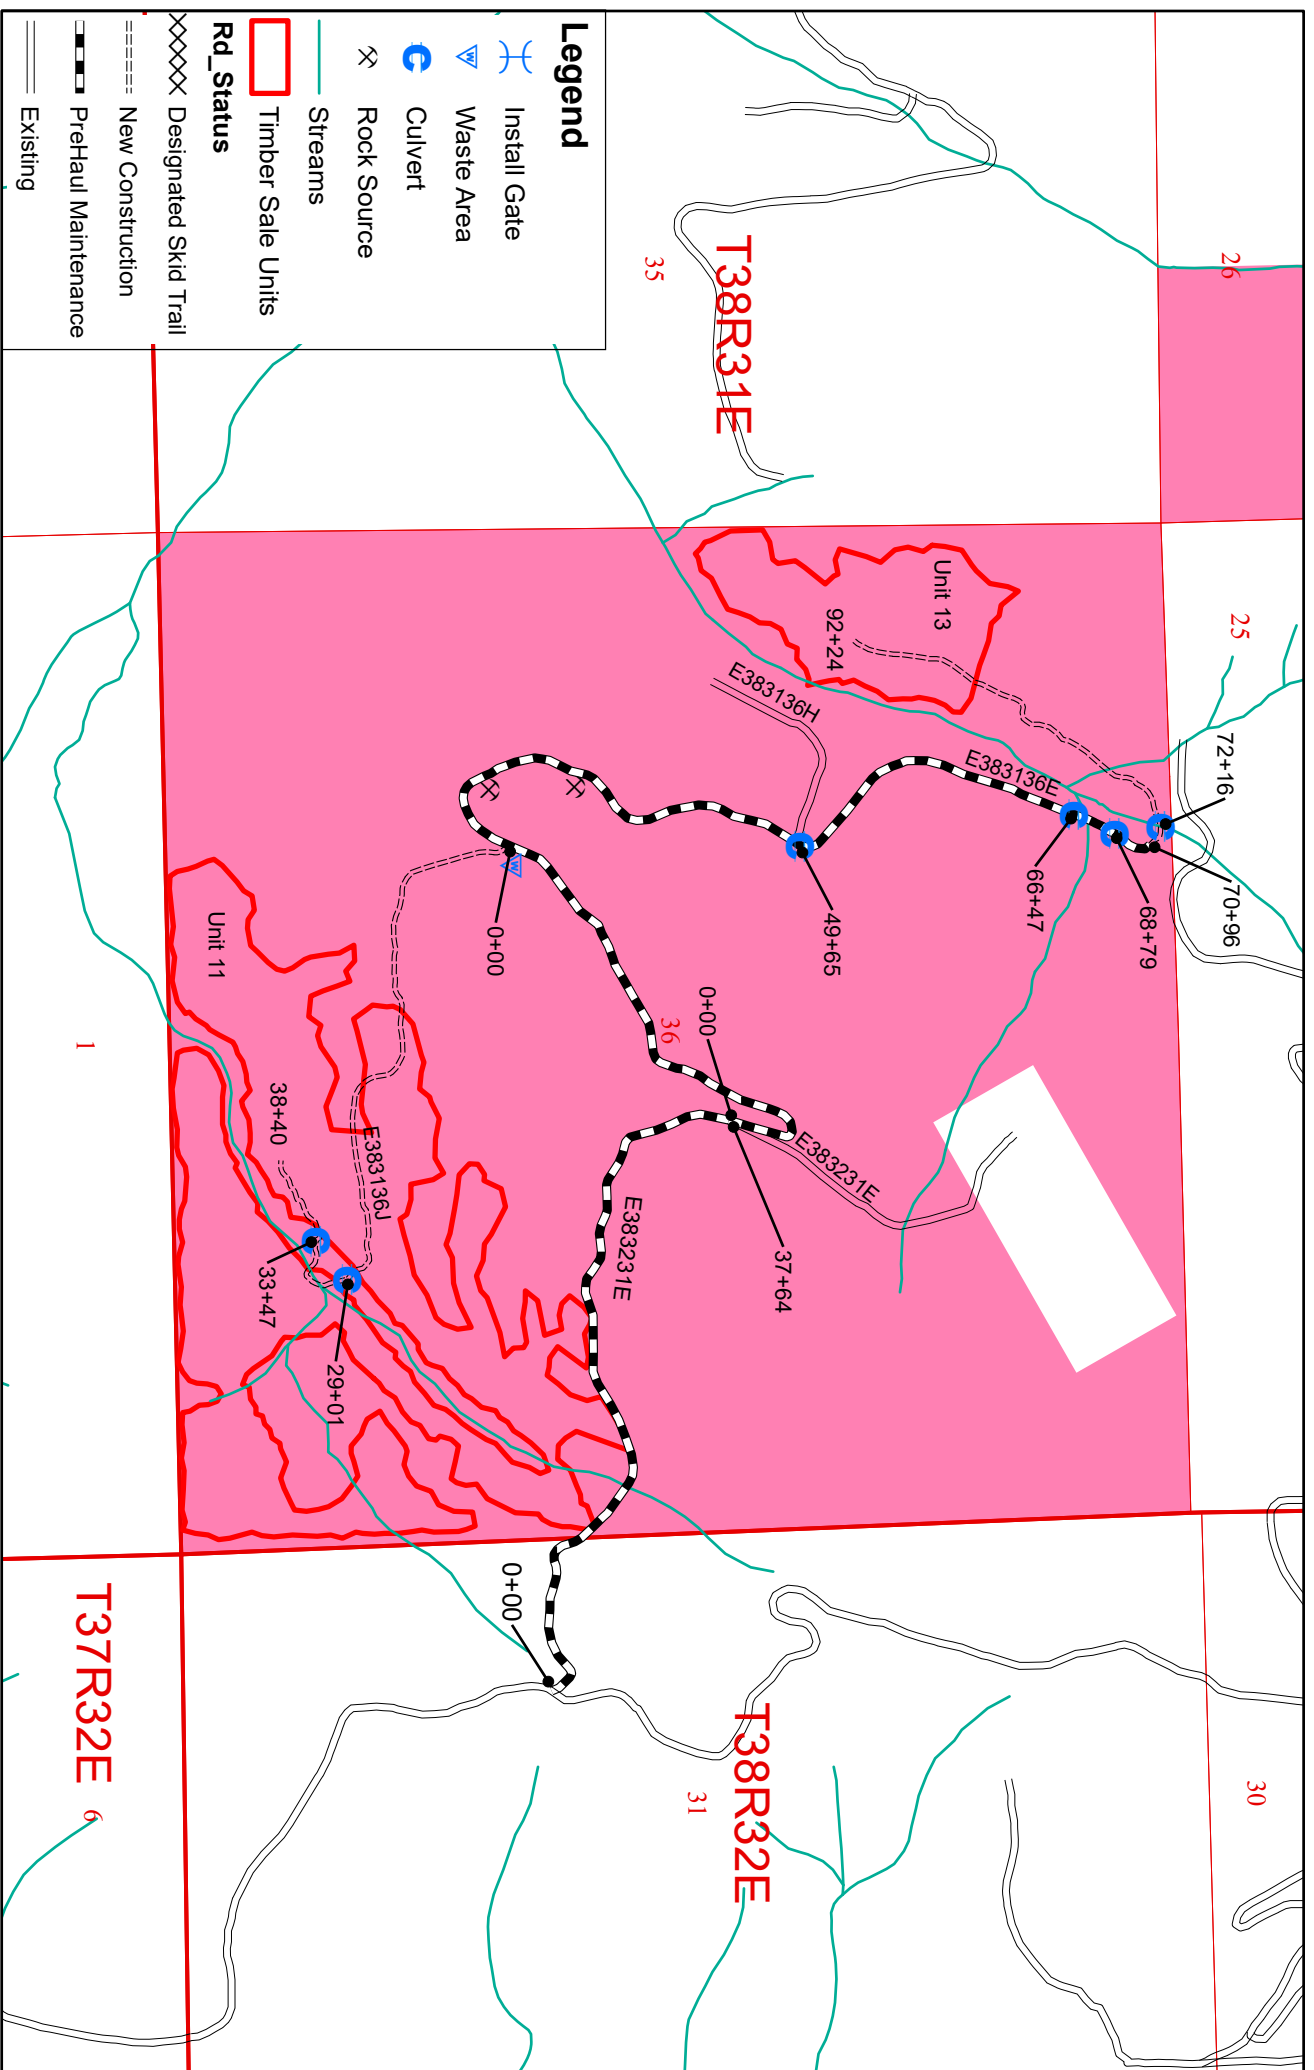 Legend
Install Gate
W
Waste Area
C
Culvert
Rock Source
Streams
Timber Sale Units
Rd_Status
Designated Skid Trail
New Construction
PreHaul Maintenance
Existing
26
25
30
T38R31E
35
Unit 13
92+24
E383136H
E383136E
72+16
70+96
68+79
66+47
49+65
0+00
36
37+64
E383231E
E383231E
0+00
W
E383136J
Unit 11
38+40
33+47
29+01
0+00
T38R32E
31
1
T37R32E
6